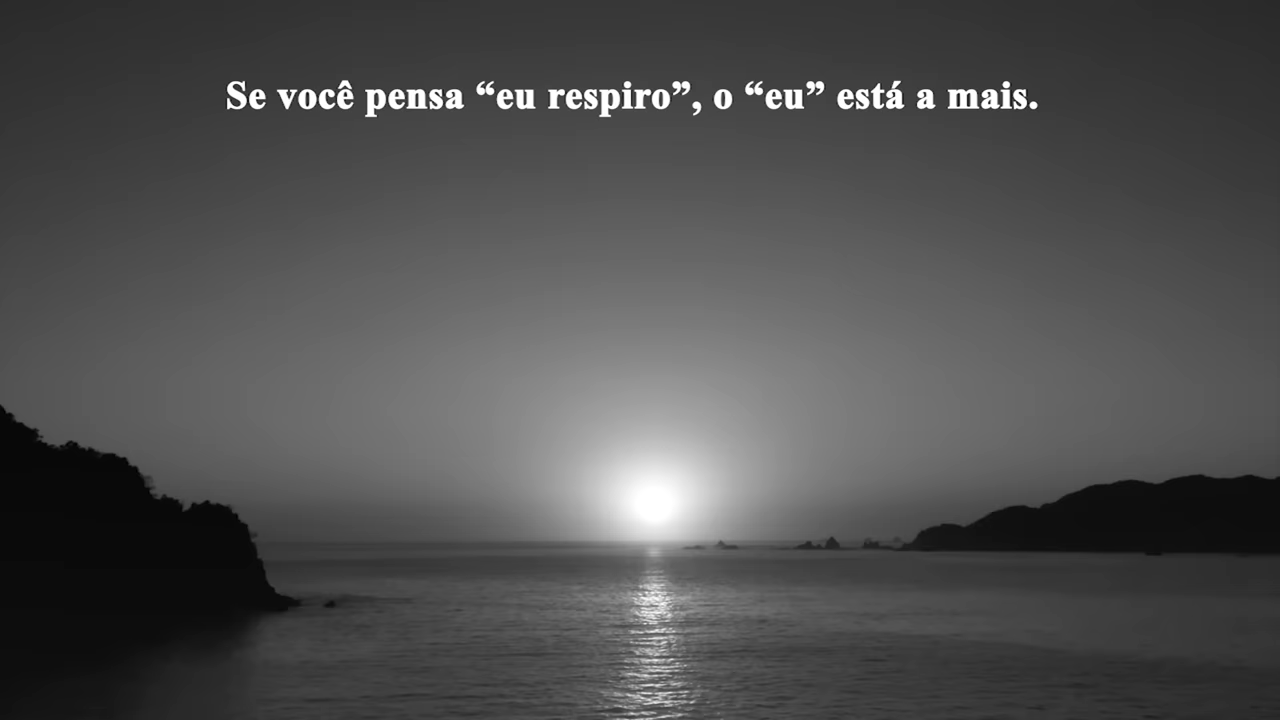 Se você pensa “eu respiro”, o “eu” está a mais.